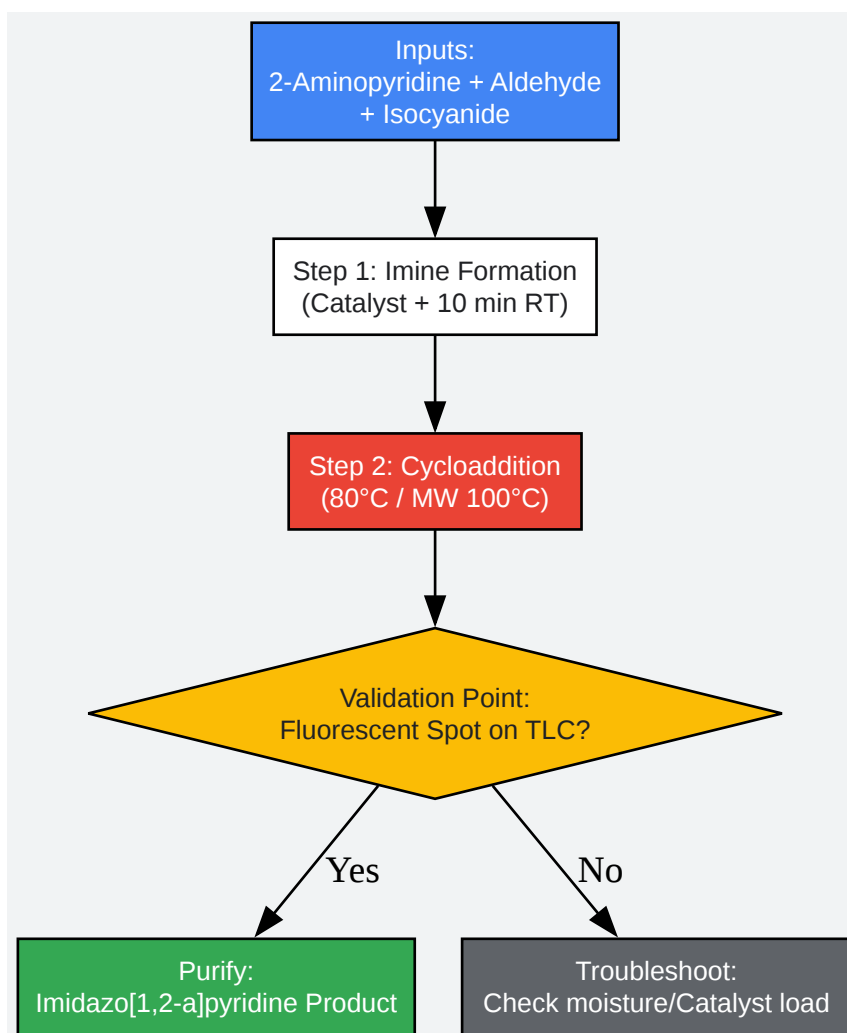 Inputs:
2-Aminopyridine + Aldehyde
+ Isocyanide
Step 1: Imine Formation
(Catalyst + 10 min RT)
Step 2: Cycloaddition
(80°C / MW 100°C)
Validation Point:
Fluorescent Spot on TLC?
Yes
No
Purify:
Imidazo[1,2-a]pyridine Product
Troubleshoot:
Check moisture/Catalyst load